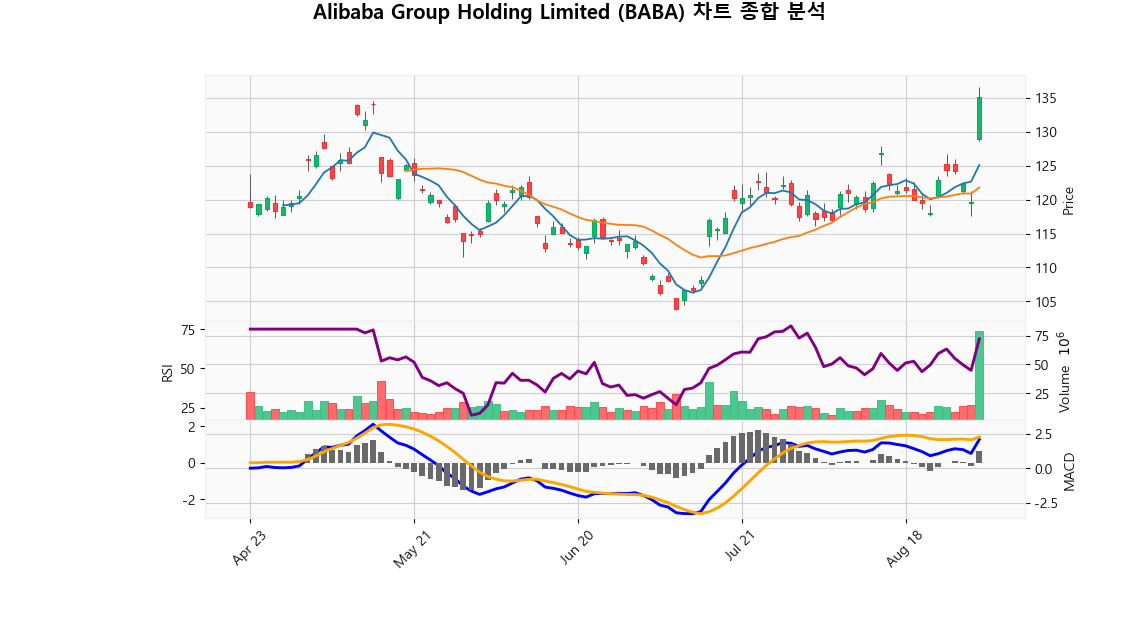 Alibaba Group Holding Limited (BABA) 차트 종합 분석
135
130
125
120
115
110
105
Price
75
50
25
RSI
75
50
25
Volume 10⁶
2
0
-2
2.5
0.0
-2.5
MACD
Apr 23
May 21
Jun 20
Jul 21
Aug 18